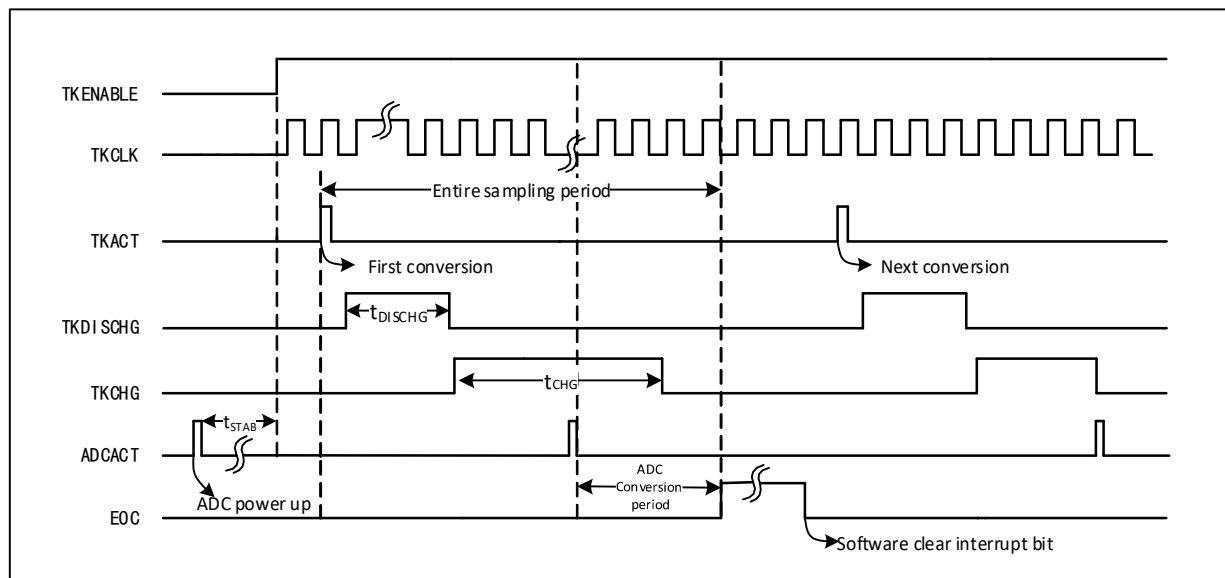 TKENABLE
TKCLK
Entire sampling period
TKACT
First conversion
Next conversion
tDISCHG
TKDISCHG
tCHG
TKCHG
tSTAB
ADCACT
ADC
Conversion
period
ADC power up
EOC
Software clear interrupt bit